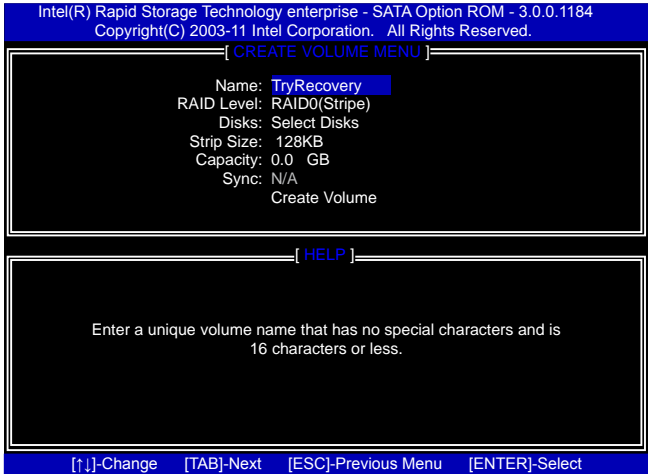 Intel(R) Rapid Storage Technology enterprise - SATA Option ROM - 3.0.0.1184
Copyright(C) 2003-11 Intel Corporation. All Rights Reserved.
[ CREATE VOLUME MENU ]
Name: TryRecovery
RAID Level: RAID0(Stripe)
Disks: Select Disks
Strip Size: 128KB
Capacity: 0.0 GB
Sync: N/A
Create Volume
[ HELP ]
Enter a unique volume name that has no special characters and is
16 characters or less.
[↑↓]-Change [TAB]-Next [ESC]-Previous Menu [ENTER]-Select